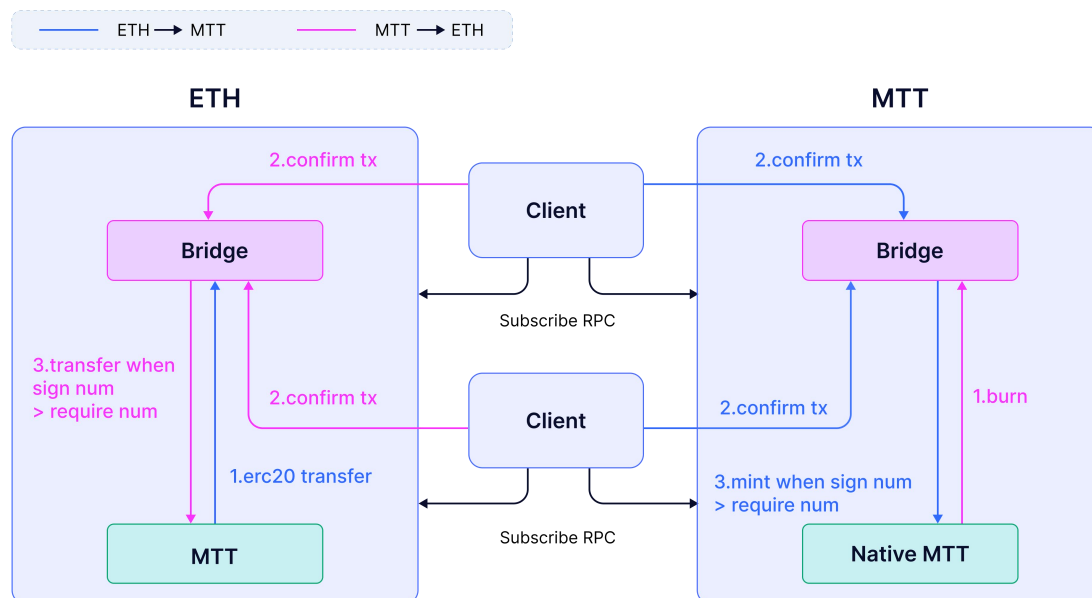 ETH MTT
MTT ETH
ETH
MTT
2.confirm tx
2.confirm tx
Client
Bridge
Bridge
Subscribe RPC
3.transfer when
sign num
> require num
2.confirm tx
Client
2.confirm tx
1.burn
1.erc20 transfer
3.mint when sign num
> require num
Subscribe RPC
MTT
Native MTT